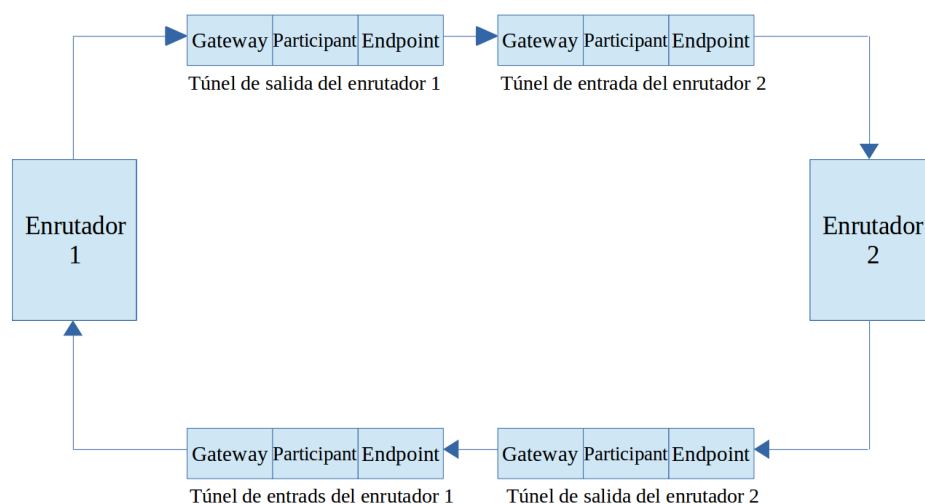 Gateway Participant Endpoint
Gateway Participant Endpoint
Túnel de salida del enrutador 1
Túnel de entrada del enrutador 2
Enrutador
1
Enrutador
2
Gateway Participant Endpoint
Gateway Participant Endpoint
Túnel de entrads del enrutador 1
Túnel de salida del enrutador 2